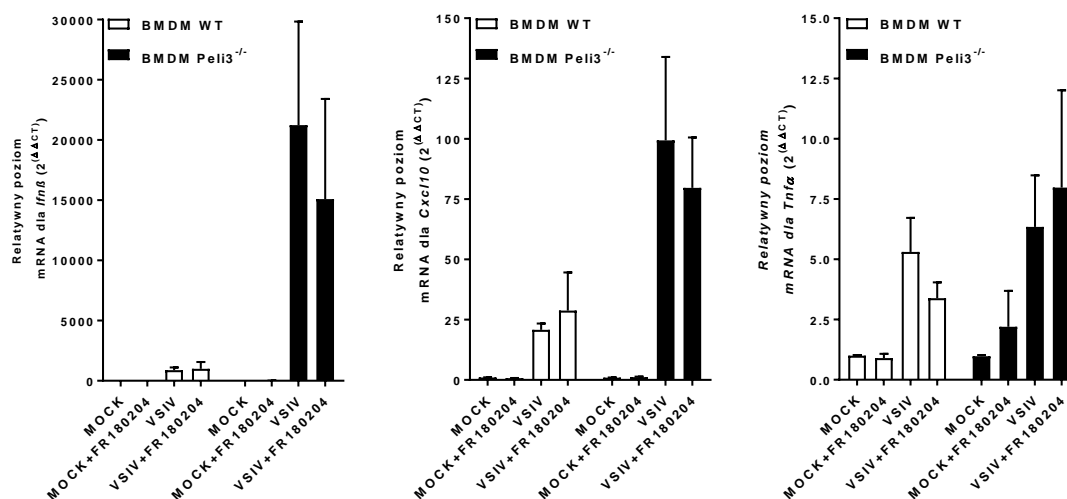 BMDM WT
BMDM Peli3-/-
Relatywny poziom
mRNA dla Ifnß (2(ΔΔCT))
30000
25000
20000
15000
10000
5000
0
MOCK
MOCK+FR180204
VSIV
VSIV+FR180204
MOCK
MOCK+FR180204
VSIV
VSIV+FR180204
BMDM WT
BMDM Peli3-/-
Relatywny poziom
mRNA dla Cxcl10 (2(ΔΔCT))
150
125
100
75
50
25
0
MOCK
MOCK+FR180204
VSIV
VSIV+FR180204
MOCK
MOCK+FR180204
VSIV
VSIV+FR180204
BMDM WT
BMDM Peli3-/-
Relatywny poziom
mRNA dla Tnfα (2(ΔΔCT))
15.0
12.5
10.0
7.5
5.0
2.5
0.0
MOCK
MOCK+FR180204
VSIV
VSIV+FR180204
MOCK
MOCK+FR180204
VSIV
VSIV+FR180204